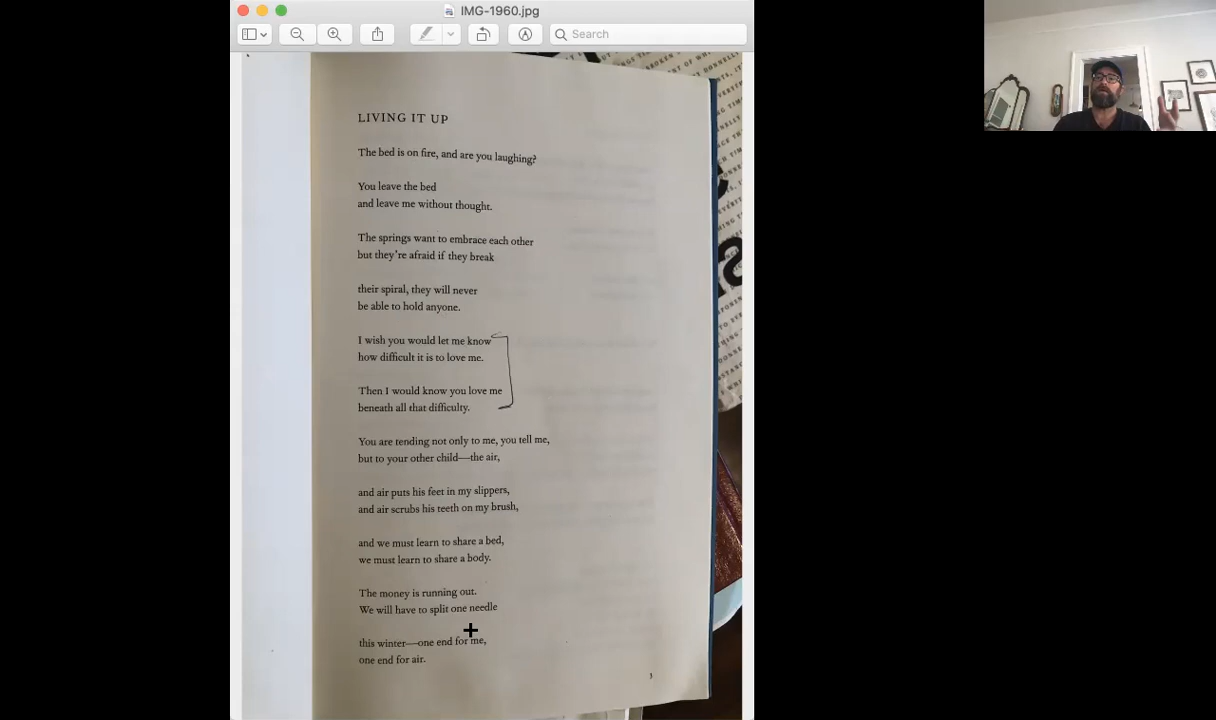 IMG-1960.jpg
Search
LIVING IT UP
The bed is on fire, and are you laughing?
You leave the bed
and leave me without thought.
The springs want to embrace each other
but they're afraid if they break
their spiral, they will never
be able to hold anyone.
I wish you would let me know
how difficult it is to love me.
Then I would know you love me
beneath all that difficulty.
You are tending not only to me, you tell me,
but to your other child—the air,
and air puts his feet in my slippers,
and air scrubs his teeth on my brush,
and we must learn to share a bed,
we must learn to share a body.
The money is running out.
We will have to split one needle
this winter—one end for me,
one end for air.
3